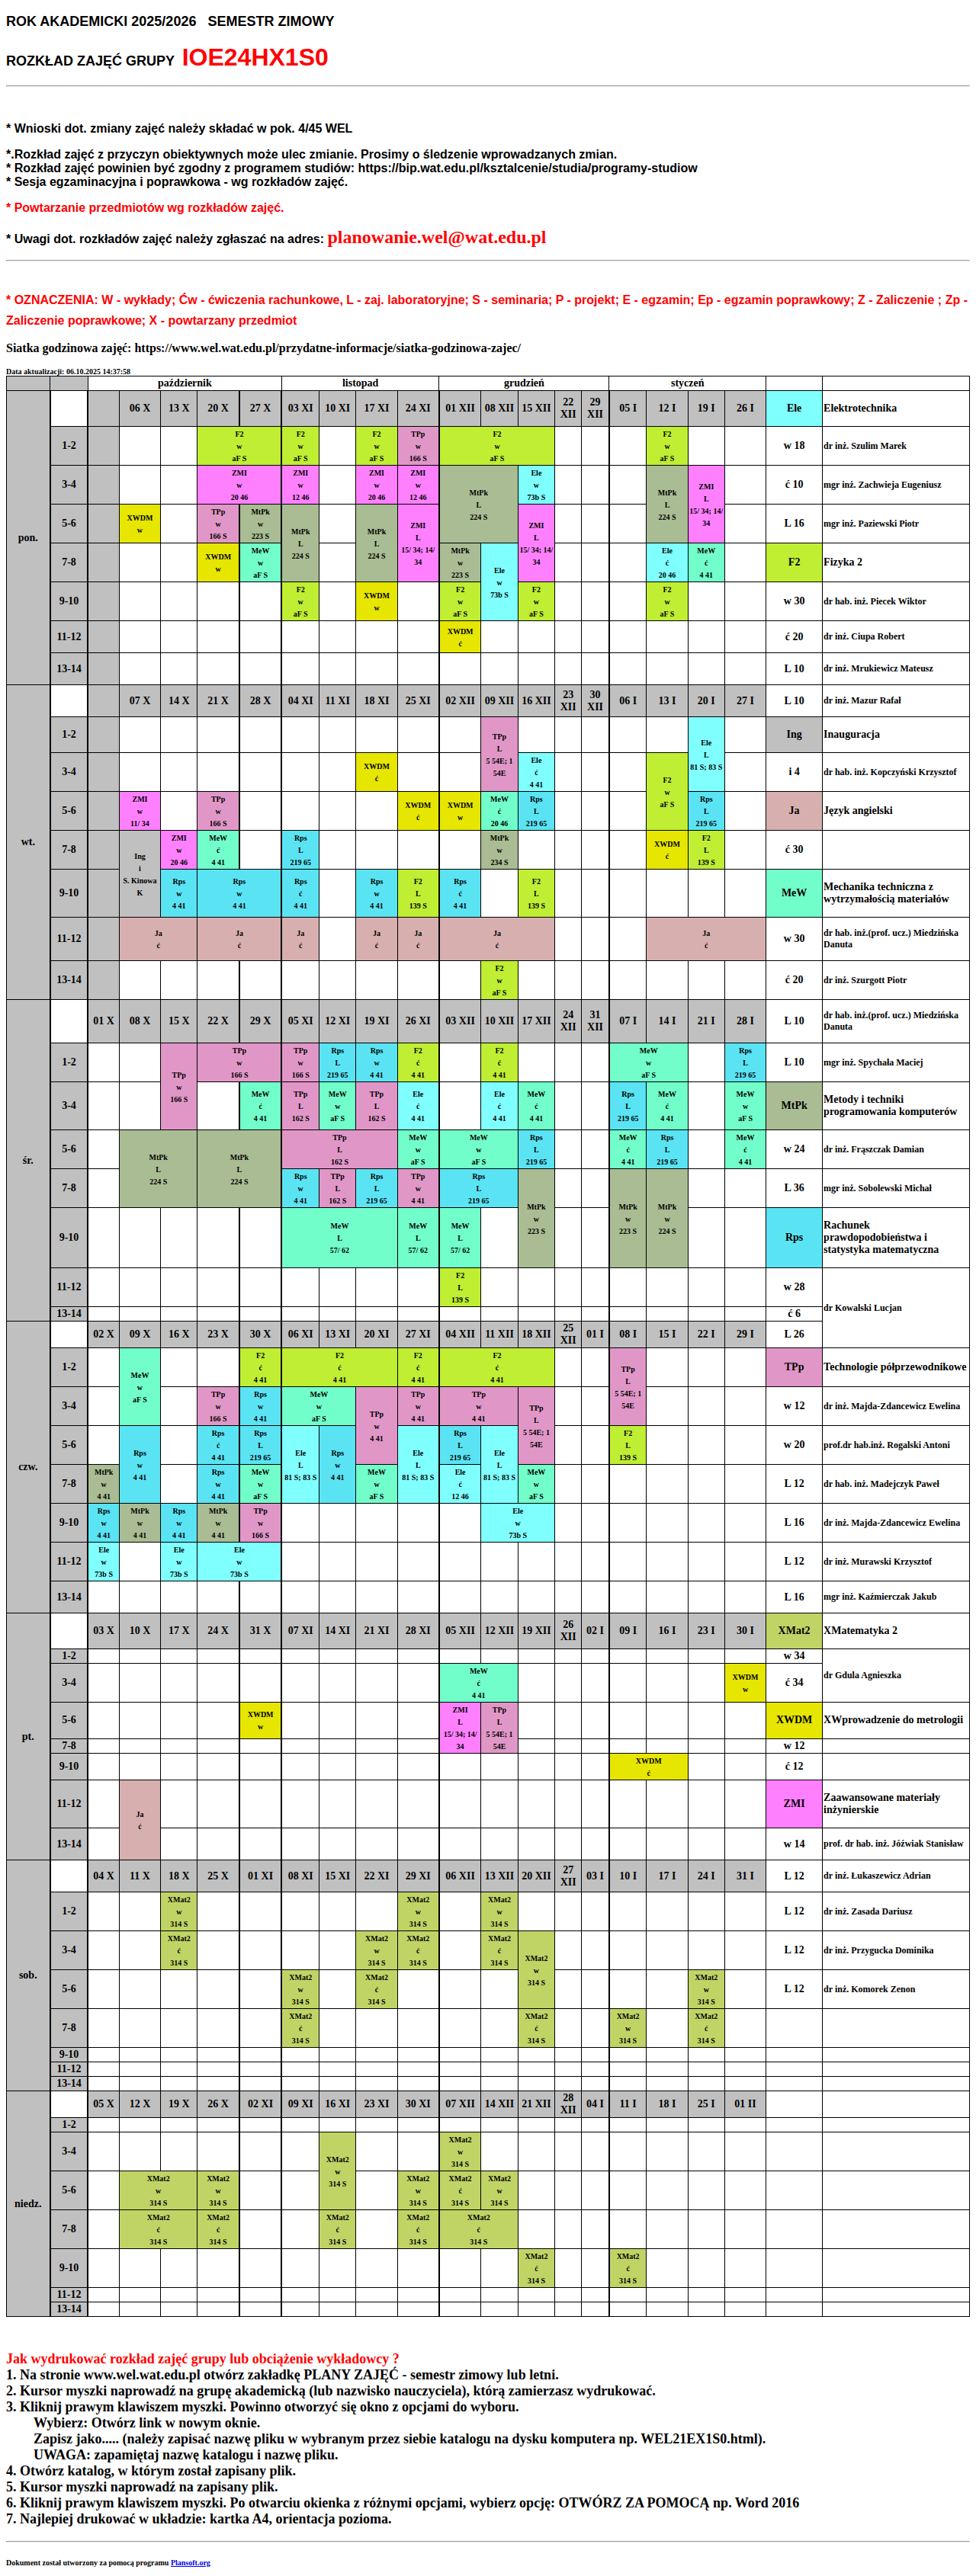 ROK AKADEMICKI 2025/2026 SEMESTR ZIMOWY
ROZKŁAD ZAJĘĆ GRUPY IOE24HX1S0
* Wnioski dot. zmiany zajęć należy składać w pok. 4/45 WEL
*.Rozkład zajęć z przyczyn obiektywnych może ulec zmianie. Prosimy o śledzenie wprowadzanych zmian.
* Rozkład zajęć powinien być zgodny z programem studiów: https://bip.wat.edu.pl/ksztalcenie/studia/programy-studiow
* Sesja egzaminacyjna i poprawkowa - wg rozkładów zajęć.
* Powtarzanie przedmiotów wg rozkładów zajęć.
* Uwagi dot. rozkładów zajęć należy zgłaszać na adres: planowanie.wel@wat.edu.pl
* OZNACZENIA: W - wykłady; Ćw - ćwiczenia rachunkowe, L - zaj. laboratoryjne; S - seminaria; P - projekt; E - egzamin; Ep - egzamin poprawkowy; Z - Zaliczenie ; Zp -
Zaliczenie poprawkowe; X - powtarzany przedmiot
Siatka godzinowa zajęć: https://www.wel.wat.edu.pl/przydatne-informacje/siatka-godzinowa-zajec/
Data aktualizacji: 06.10.2025 14:37:58
październik listopad grudzień styczeń
pon. 06 X 13 X 20 X 27 X 03 XI 10 XI 17 XI 24 XI 01 XII 08 XII 15 XII 22 XII 29 XII 05 I 12 I 19 I 26 I Ele Elektrotechnika
1-2 F2 w aF S F2 w aF S F2 w aF S TPp w 166 S F2 w aF S F2 w aF S w 18 dr inż. Szulim Marek
3-4 ZMI w 20 46 ZMI w 12 46 ZMI w 20 46 ZMI w 12 46 MtPk L 224 S Ele w 73b S MtPk L 224 S ZMI L 15/ 34; 14/ 34 ć 10 mgr inż. Zachwieja Eugeniusz
5-6 XWDM w TPp w 166 S MtPk w 223 S MtPk L 224 S MtPk L 224 S ZMI L 15/ 34; 14/ 34 ZMI L 15/ 34; 14/ 34 L 16 mgr inż. Paziewski Piotr
7-8 XWDM w MeW w aF S MtPk w 223 S Ele w 73b S Ele ć 20 46 MeW ć 4 41 F2 Fizyka 2
9-10 F2 w aF S XWDM w F2 w aF S F2 w aF S F2 w aF S w 30 dr hab. inż. Piecek Wiktor
11-12 XWDM ć ć 20 dr inż. Ciupa Robert
13-14 L 10 dr inż. Mrukiewicz Mateusz
wt. 07 X 14 X 21 X 28 X 04 XI 11 XI 18 XI 25 XI 02 XII 09 XII 16 XII 23 XII 30 XII 06 I 13 I 20 I 27 I L 10 dr inż. Mazur Rafał
1-2 TPp L 5 54E; 1 54E Ele L 81 S; 83 S Ing Inauguracja
3-4 XWDM ć Ele ć 4 41 F2 w aF S i 4 dr hab. inż. Kopczyński Krzysztof
5-6 ZMI w 11/ 34 TPp w 166 S XWDM ć XWDM w MeW ć 20 46 Rps L 219 65 Rps L 219 65 Ja Język angielski
7-8 Ing i S. Kinowa K ZMI w 20 46 MeW ć 4 41 Rps L 219 65 MtPk w 234 S XWDM ć F2 L 139 S ć 30
9-10 Rps w 4 41 Rps w 4 41 Rps ć 4 41 Rps w 4 41 F2 L 139 S Rps ć 4 41 F2 L 139 S MeW Mechanika techniczna z wytrzymałością materiałów
11-12 Ja ć Ja ć Ja ć Ja ć Ja ć Ja ć Ja ć w 30 dr hab. inż.(prof. ucz.) Miedzińska Danuta
13-14 F2 w aF S ć 20 dr inż. Szurgott Piotr
śr. 01 X 08 X 15 X 22 X 29 X 05 XI 12 XI 19 XI 26 XI 03 XII 10 XII 17 XII 24 XII 31 XII 07 I 14 I 21 I 28 I L 10 dr hab. inż.(prof. ucz.) Miedzińska Danuta
1-2 TPp w 166 S TPp w 166 S TPp w 166 S Rps L 219 65 Rps w 4 41 F2 ć 4 41 F2 ć 4 41 MeW w aF S Rps L 219 65 L 10 mgr inż. Spychała Maciej
3-4 MeW ć 4 41 TPp L 162 S MeW w aF S TPp L 162 S Ele ć 4 41 Ele ć 4 41 MeW ć 4 41 Rps L 219 65 MeW ć 4 41 MeW w aF S MtPk Metody i techniki programowania komputerów
5-6 MtPk L 224 S MtPk L 224 S TPp L 162 S MeW w aF S MeW w aF S Rps L 219 65 MeW ć 4 41 Rps L 219 65 MeW ć 4 41 w 24 dr inż. Frąszczak Damian
7-8 Rps w 4 41 TPp L 162 S Rps L 219 65 TPp w 4 41 Rps L 219 65 MtPk w 223 S MtPk w 223 S MtPk w 224 S L 36 mgr inż. Sobolewski Michał
9-10 MeW L 57/ 62 MeW L 57/ 62 MeW L 57/ 62 Rps Rachunek prawdopodobieństwa i statystyka matematyczna
11-12 F2 L 139 S w 28 dr Kowalski Lucjan
13-14 ć 6
czw. 02 X 09 X 16 X 23 X 30 X 06 XI 13 XI 20 XI 27 XI 04 XII 11 XII 18 XII 25 XII 01 I 08 I 15 I 22 I 29 I L 26
1-2 MeW w aF S F2 ć 4 41 F2 ć 4 41 F2 ć 4 41 F2 ć 4 41 TPp L 5 54E; 1 54E TPp Technologie półprzewodnikowe
3-4 TPp w 166 S Rps w 4 41 MeW w aF S TPp w 4 41 TPp w 4 41 TPp w 4 41 TPp L 5 54E; 1 54E w 12 dr inż. Majda-Zdancewicz Ewelina
5-6 Rps w 4 41 Rps ć 4 41 Rps L 219 65 Ele L 81 S; 83 S Rps w 4 41 Ele L 81 S; 83 S Rps L 219 65 Ele L 81 S; 83 S F2 L 139 S w 20 prof.dr hab.inż. Rogalski Antoni
7-8 MtPk w 4 41 Rps w 4 41 MeW w aF S MeW w aF S Ele ć 12 46 MeW w aF S L 12 dr hab. inż. Madejczyk Paweł
9-10 Rps w 4 41 MtPk w 4 41 Rps w 4 41 MtPk w 4 41 TPp w 166 S Ele w 73b S L 16 dr inż. Majda-Zdancewicz Ewelina
11-12 Ele w 73b S Ele w 73b S Ele w 73b S L 12 dr inż. Murawski Krzysztof
13-14 L 16 mgr inż. Kaźmierczak Jakub
pt. 03 X 10 X 17 X 24 X 31 X 07 XI 14 XI 21 XI 28 XI 05 XII 12 XII 19 XII 26 XII 02 I 09 I 16 I 23 I 30 I XMat2 XMatematyka 2
1-2 w 34 dr Gdula Agnieszka
3-4 MeW ć 4 41 XWDM w ć 34
5-6 XWDM w ZMI L 15/ 34; 14/ 34 TPp L 5 54E; 1 54E XWDM XWprowadzenie do metrologii
7-8 w 12
9-10 XWDM ć ć 12
11-12 Ja ć ZMI Zaawansowane materiały inżynierskie
13-14 w 14 prof. dr hab. inż. Jóźwiak Stanisław
sob. 04 X 11 X 18 X 25 X 01 XI 08 XI 15 XI 22 XI 29 XI 06 XII 13 XII 20 XII 27 XII 03 I 10 I 17 I 24 I 31 I L 12 dr inż. Łukaszewicz Adrian
1-2 XMat2 w 314 S XMat2 w 314 S XMat2 w 314 S L 12 dr inż. Zasada Dariusz
3-4 XMat2 ć 314 S XMat2 w 314 S XMat2 ć 314 S XMat2 ć 314 S XMat2 w 314 S L 12 dr inż. Przygucka Dominika
5-6 XMat2 w 314 S XMat2 ć 314 S XMat2 w 314 S L 12 dr inż. Komorek Zenon
7-8 XMat2 ć 314 S XMat2 ć 314 S XMat2 w 314 S XMat2 ć 314 S
9-10
11-12
13-14
niedz. 05 X 12 X 19 X 26 X 02 XI 09 XI 16 XI 23 XI 30 XI 07 XII 14 XII 21 XII 28 XII 04 I 11 I 18 I 25 I 01 II
1-2
3-4 XMat2 w 314 S XMat2 w 314 S
5-6 XMat2 w 314 S XMat2 w 314 S XMat2 w 314 S XMat2 ć 314 S XMat2 w 314 S
7-8 XMat2 ć 314 S XMat2 ć 314 S XMat2 ć 314 S XMat2 ć 314 S XMat2 ć 314 S
9-10 XMat2 ć 314 S XMat2 ć 314 S
11-12
13-14
Jak wydrukować rozkład zajęć grupy lub obciążenie wykładowcy ?
1. Na stronie www.wel.wat.edu.pl otwórz zakładkę PLANY ZAJĘĆ - semestr zimowy lub letni.
2. Kursor myszki naprowadź na grupę akademicką (lub nazwisko nauczyciela), którą zamierzasz wydrukować.
3. Kliknij prawym klawiszem myszki. Powinno otworzyć się okno z opcjami do wyboru.
Wybierz: Otwórz link w nowym oknie.
Zapisz jako..... (należy zapisać nazwę pliku w wybranym przez siebie katalogu na dysku komputera np. WEL21EX1S0.html).
UWAGA: zapamiętaj nazwę katalogu i nazwę pliku.
4. Otwórz katalog, w którym został zapisany plik.
5. Kursor myszki naprowadź na zapisany plik.
6. Kliknij prawym klawiszem myszki. Po otwarciu okienka z różnymi opcjami, wybierz opcję: OTWÓRZ ZA POMOCĄ np. Word 2016
7. Najlepiej drukować w układzie: kartka A4, orientacja pozioma.
Dokument został utworzony za pomocą programu Plansoft.org